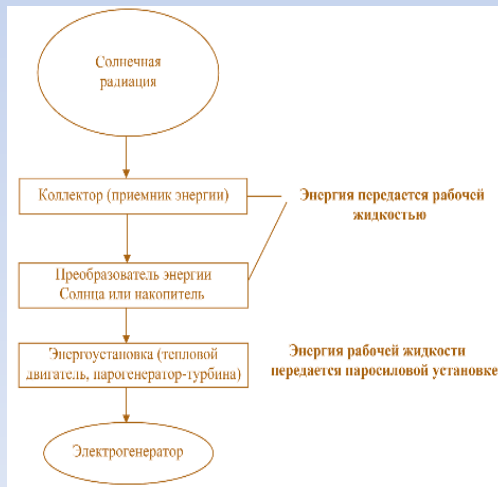 Солнечная
радиация
Коллектор (приемник энергии)
Энергия передается рабочей
жидкостью
Преобразователь энергии
Солнца или накопитель
Энергоустановка (тепловой
двигатель, парогенератор-турбина)
Энергия рабочей жидкости
передается паросиловой установке
Электрогенератор